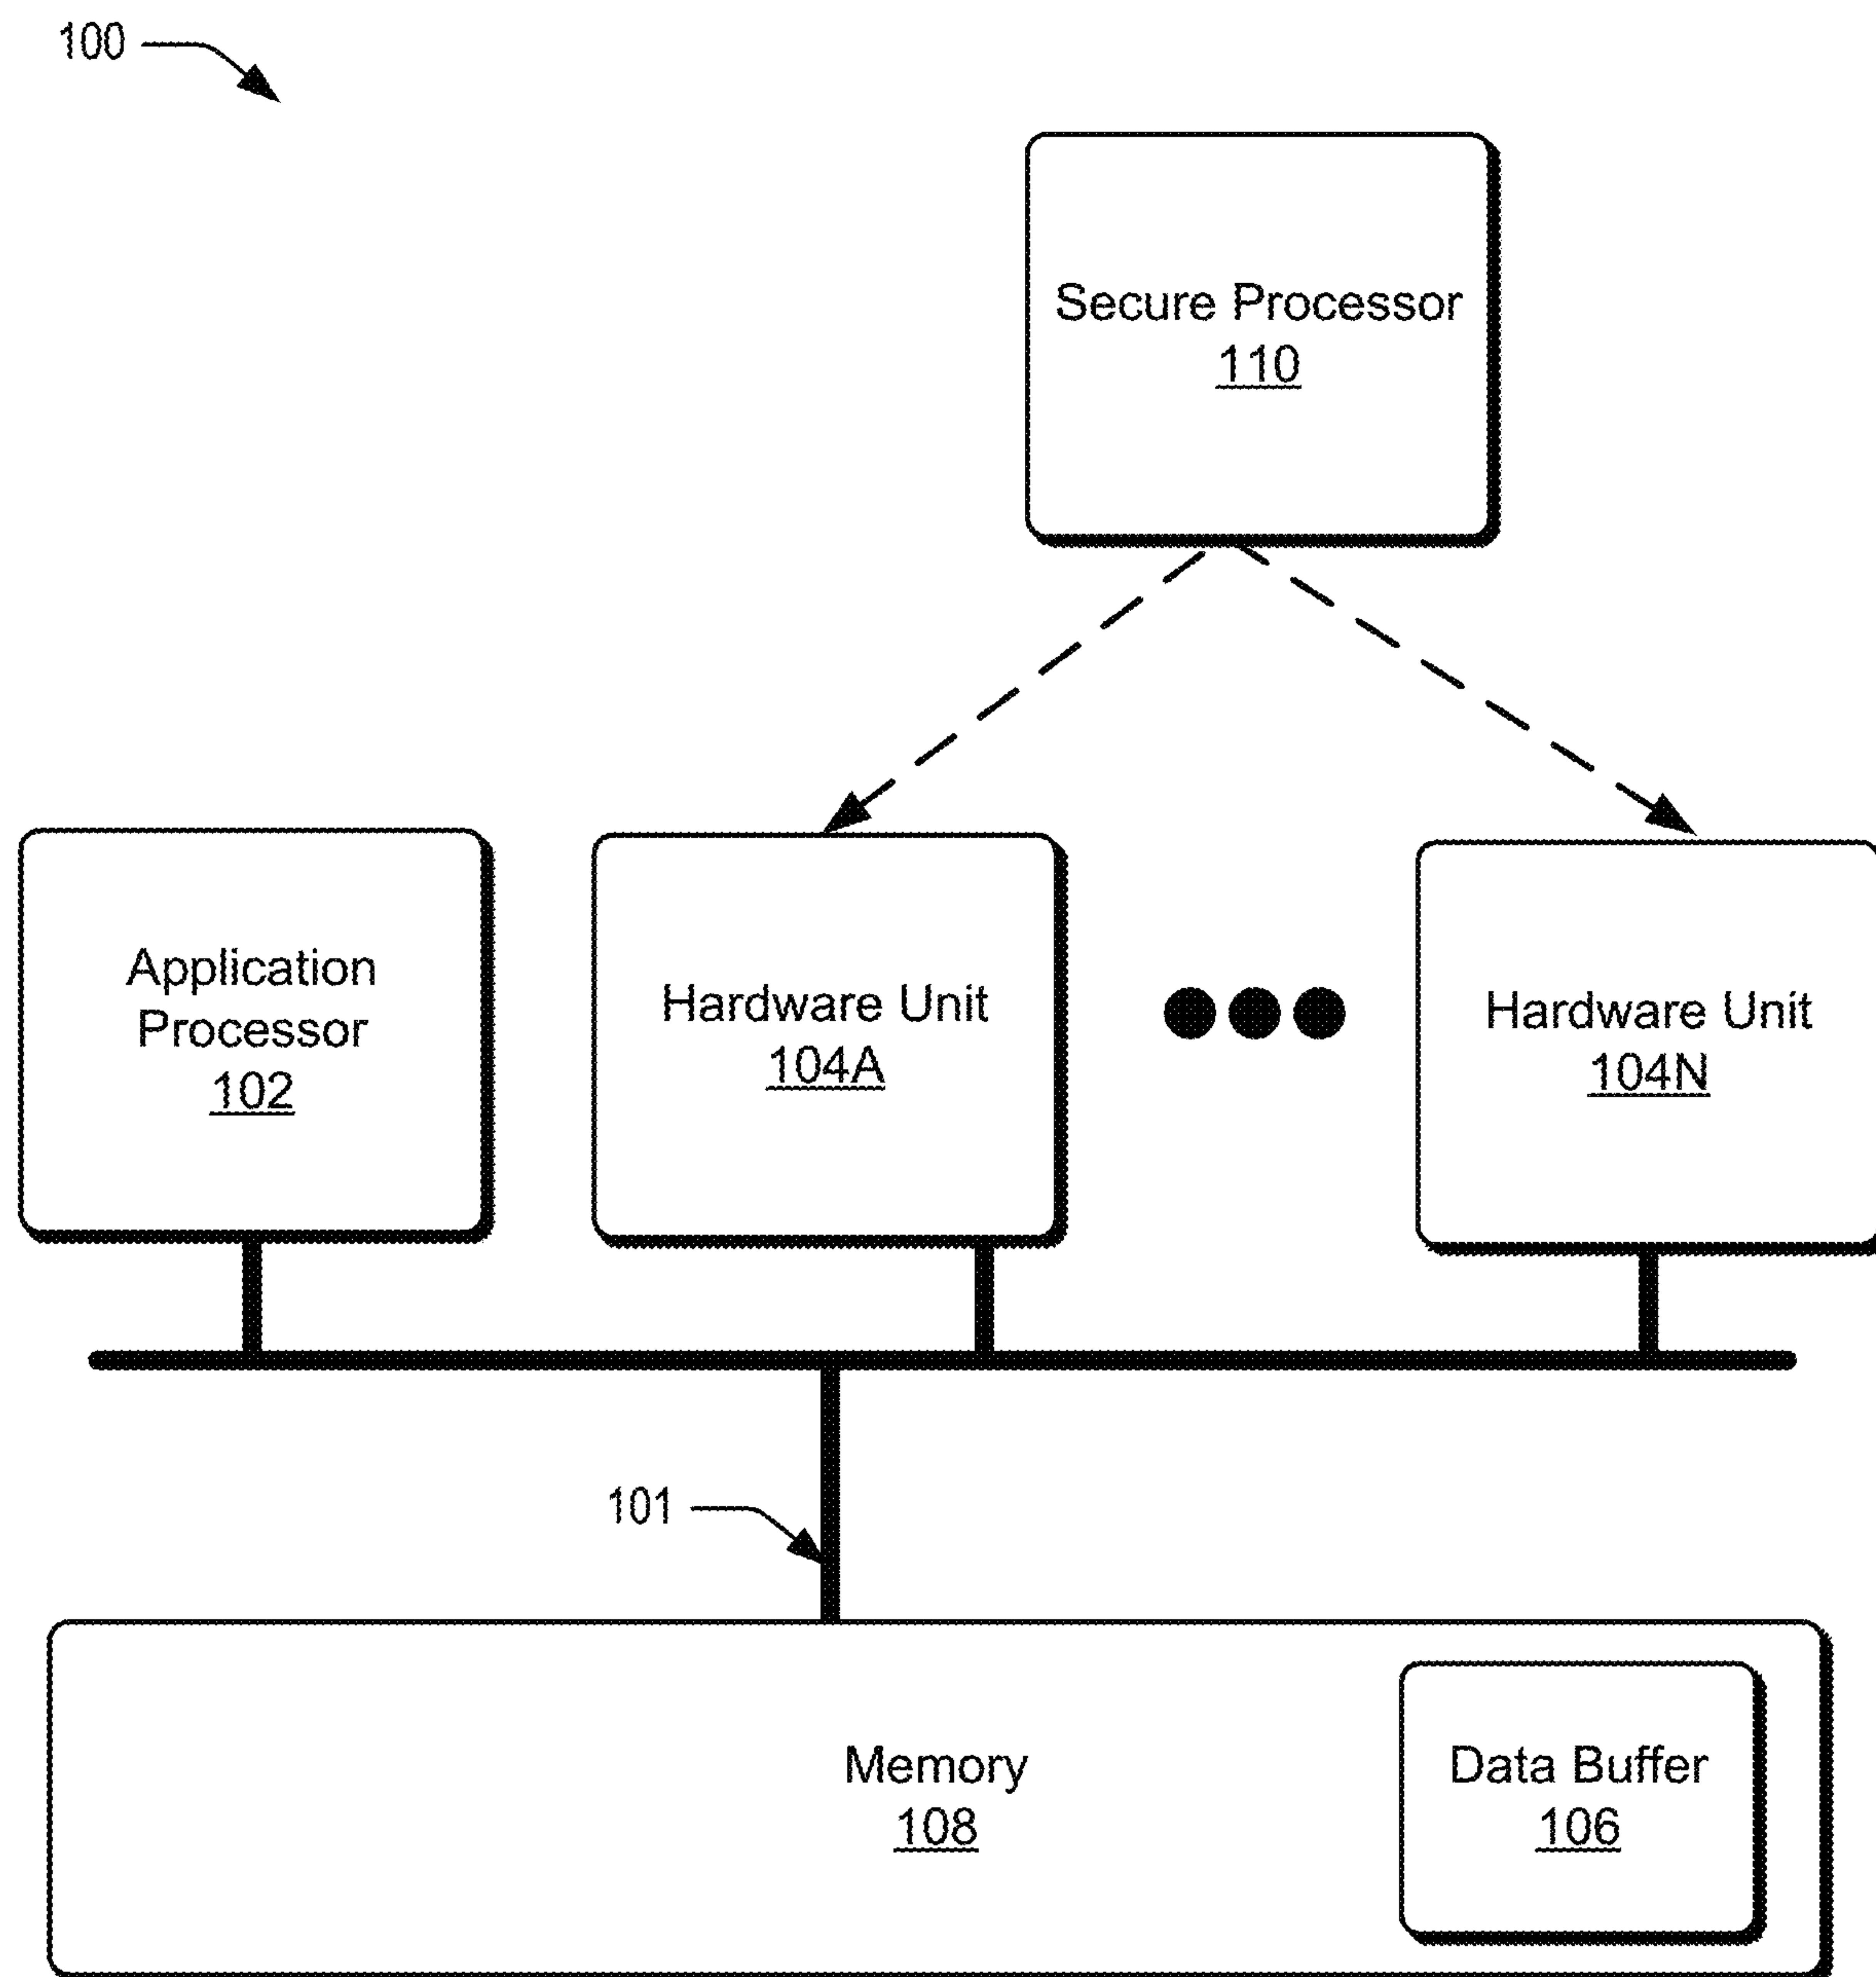 100
Secure Processor
110
Application
Processor
102
Hardware Unit
104A
Hardware Unit
104N
101
Memory
108
Data Buffer
106